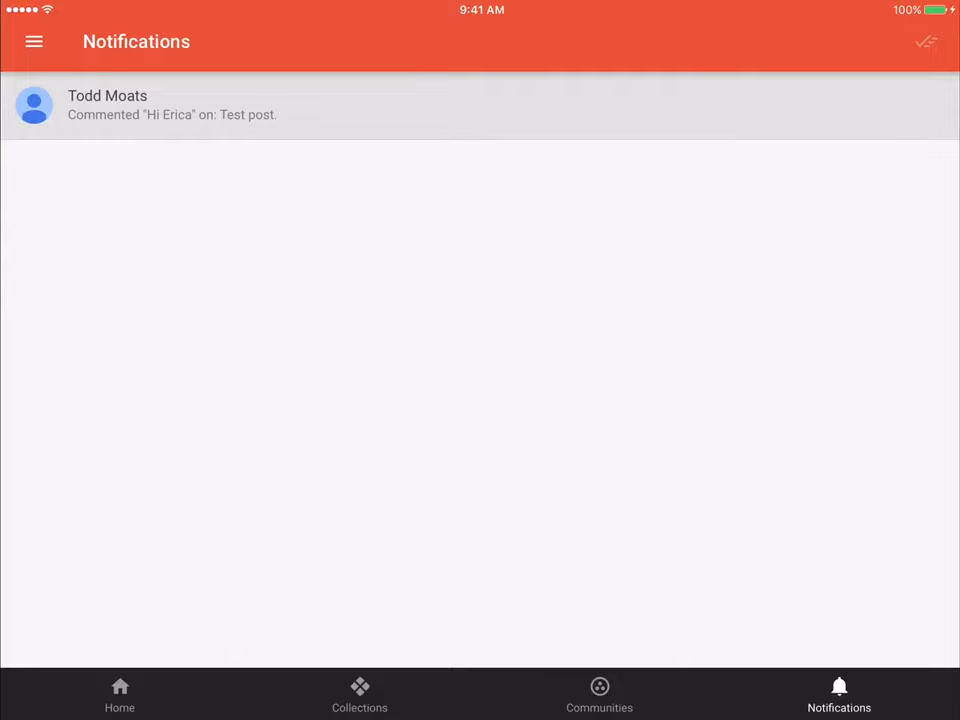 9:41 AM
100%
Notifications
Todd Moats
Commented "Hi Erica" on: Test post.
Home
Collections
Communities
Notifications